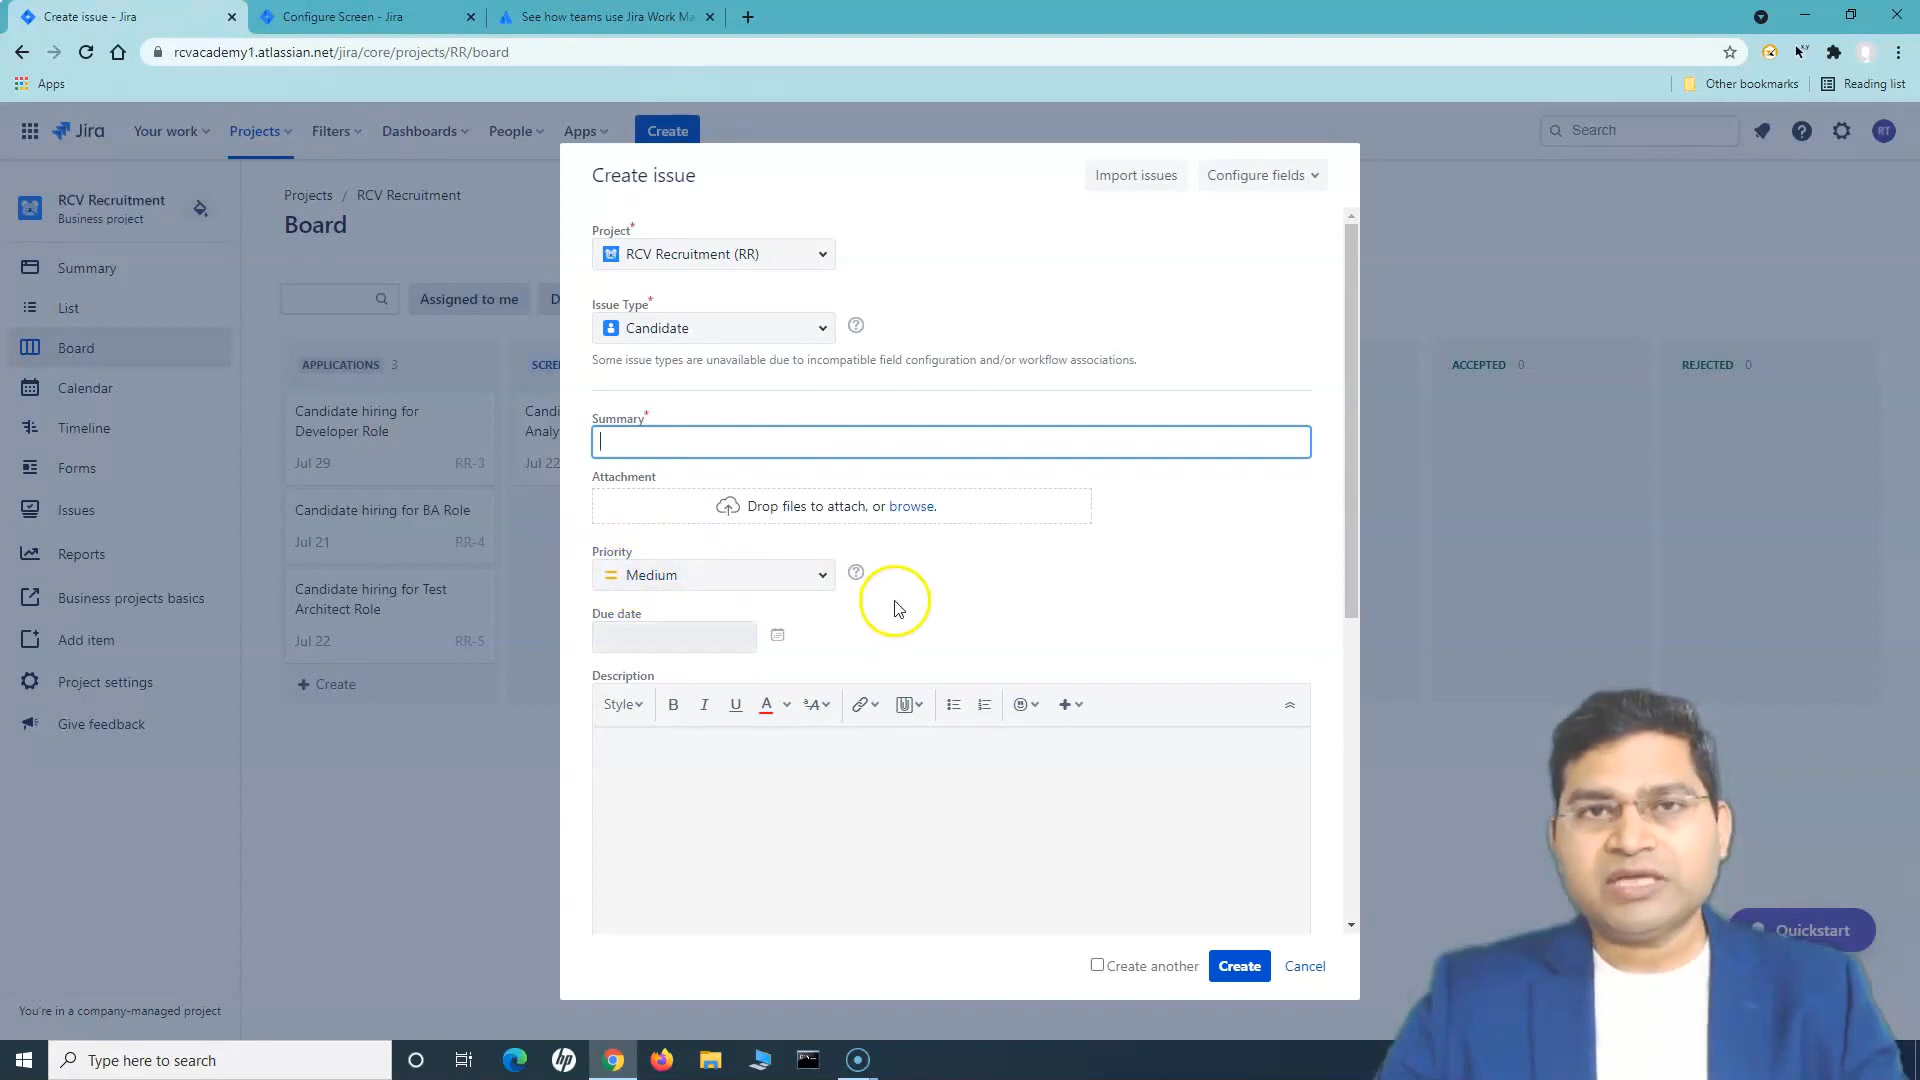 Create issue - Jira
Configure Screen - Jira
See how teams use Jira Work Ma
rcvacademy1.atlassian.net/jira/core/projects/RR/board
Apps
Other bookmarks
Reading list
Jira
Your work
Projects
Filters
Dashboards
People
Apps
Create
Search
RT
RCV Recruitment
Business project
Summary
List
Board
Calendar
Timeline
Forms
Issues
Reports
Business projects basics
Add item
Project settings
Give feedback
You're in a company-managed project
Projects / RCV Recruitment
Board
Assigned to me
D
APPLICATIONS 3
Candidate hiring for
Developer Role
Jul 29 RR-3
Candidate hiring for BA Role
Jul 21 RR-4
Candidate hiring for Test
Architect Role
Jul 22 RR-5
+ Create
SCREE
Candi
Analy
Jul 22
ACCEPTED 0
REJECTED 0
Create issue
Import issues
Configure fields
Project*
RCV Recruitment (RR)
Issue Type*
Candidate
Some issue types are unavailable due to incompatible field configuration and/or workflow associations.
Summary*
Attachment
Drop files to attach, or browse.
Priority
Medium
Due date
Description
Style B I U A
Create another
Create
Cancel
Quickstart
Type here to search
hp